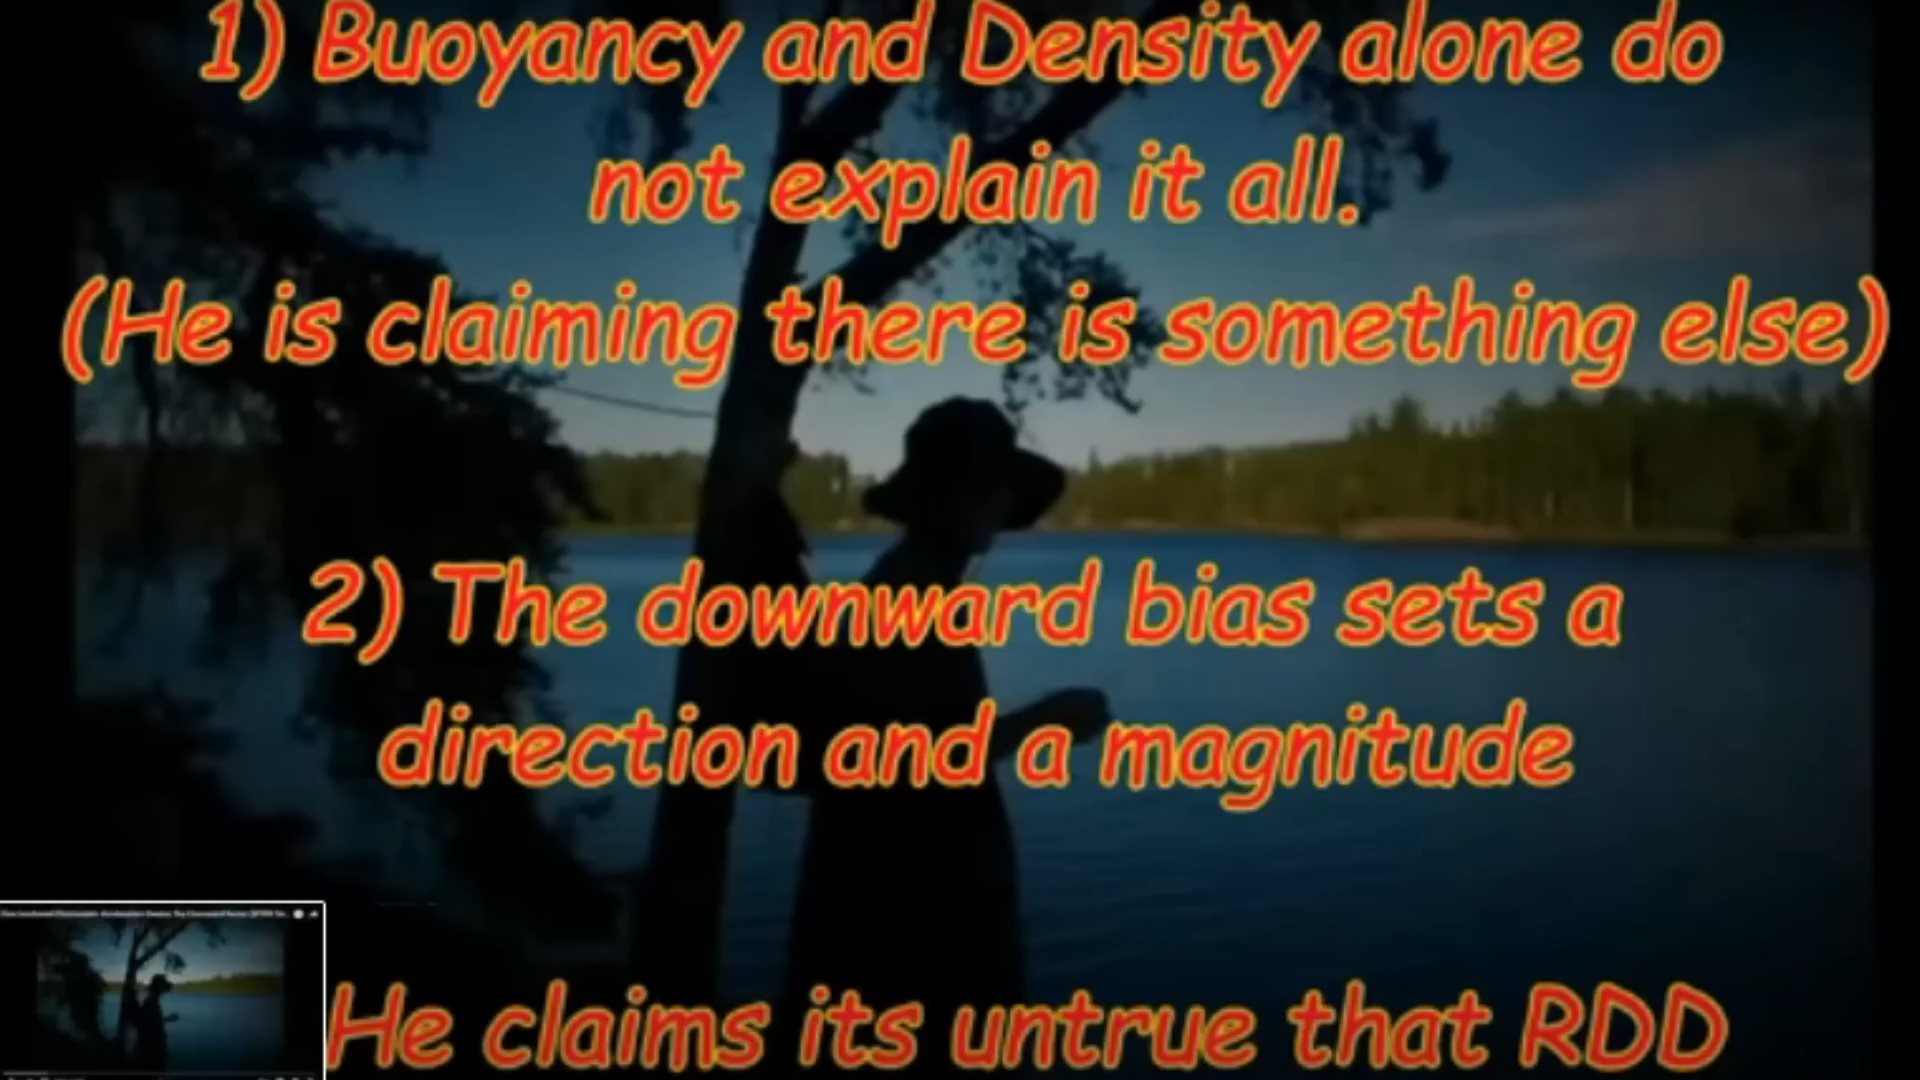 1) Buoyancy and Density alone do
not explain it all.
(He is claiming there is something else)
2) The downward bias sets a
direction and a magnitude
He claims its untrue that RDD